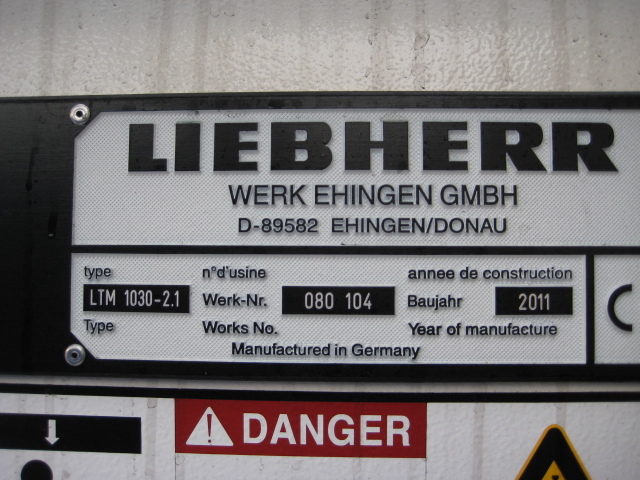 LIEBHERR
WERK EHINGEN GMBH
D-89582 EHINGEN/DONAU
type n°d'usine annee de construction
LTM 1030-2.1 Werk-Nr. 080 104 Baujahr 2011
Type Works No. Year of manufacture
Manufactured in Germany
DANGER